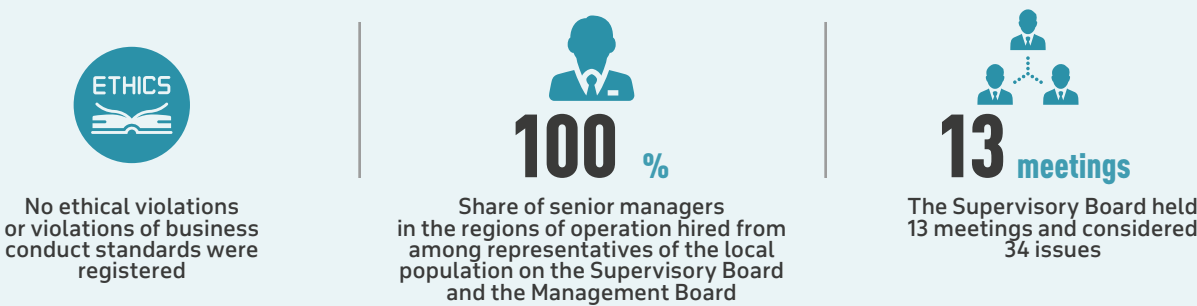 ETHICS
No ethical violations
or violations of business
conduct standards were
registered
100 %
Share of senior managers
in the regions of operation hired from
among representatives of the local
population on the Supervisory Board
and the Management Board
13 meetings
The Supervisory Board held
13 meetings and considered
34 issues